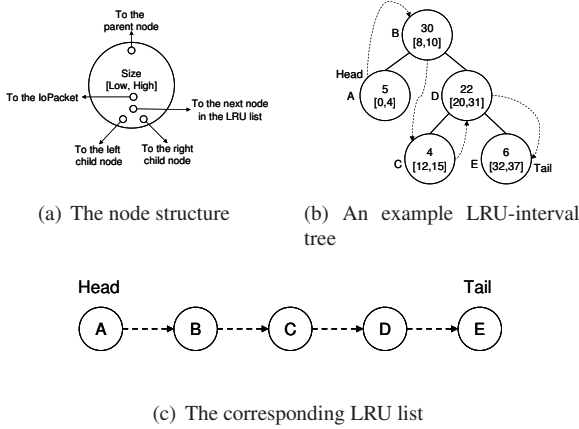 To the
parent node
Size
[Low, High]
To the IoPacket
To the next node
in the LRU list
To the left
child node
To the right
child node
(a) The node structure
B
30
[8,10]
Head
A
5
[0,4]
D
22
[20,31]
C
4
[12,15]
E
6
[32,37]
Tail
(b) An example LRU-interval
tree
Head
Tail
A
B
C
D
E
(c) The corresponding LRU list